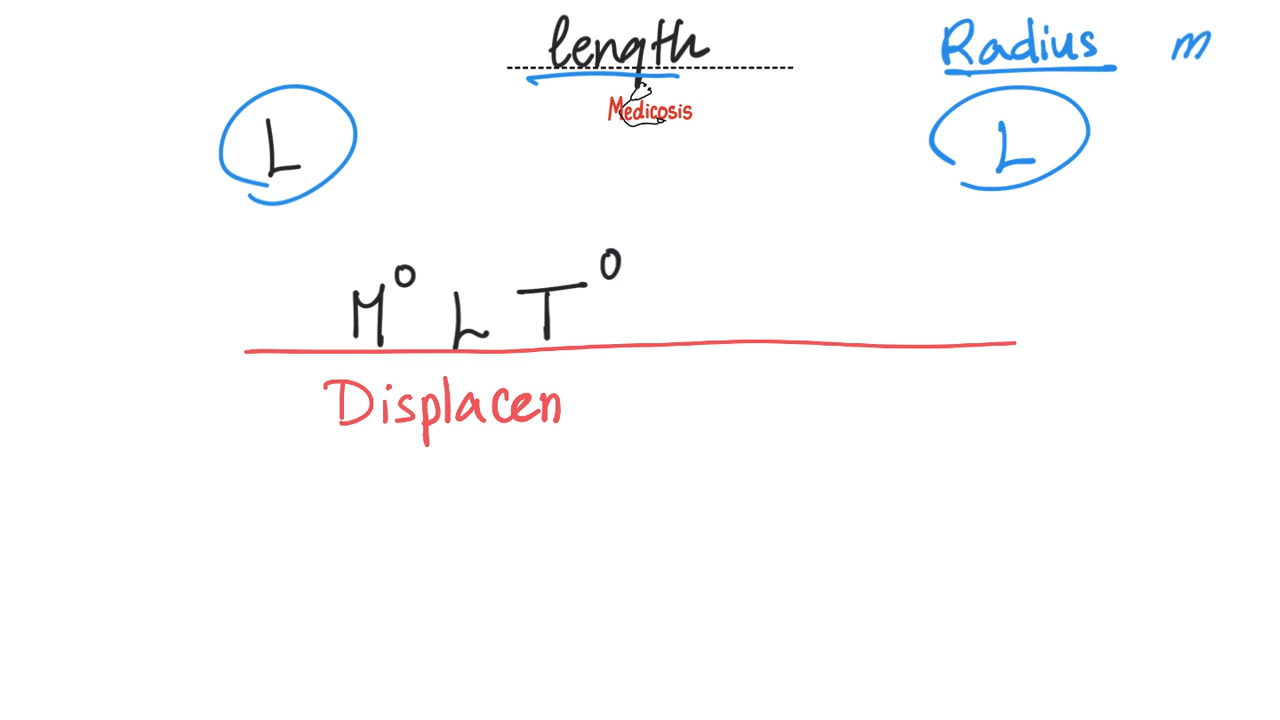 length
Radius m
Medicosis
L
L
M⁰ L T⁰
Displacen